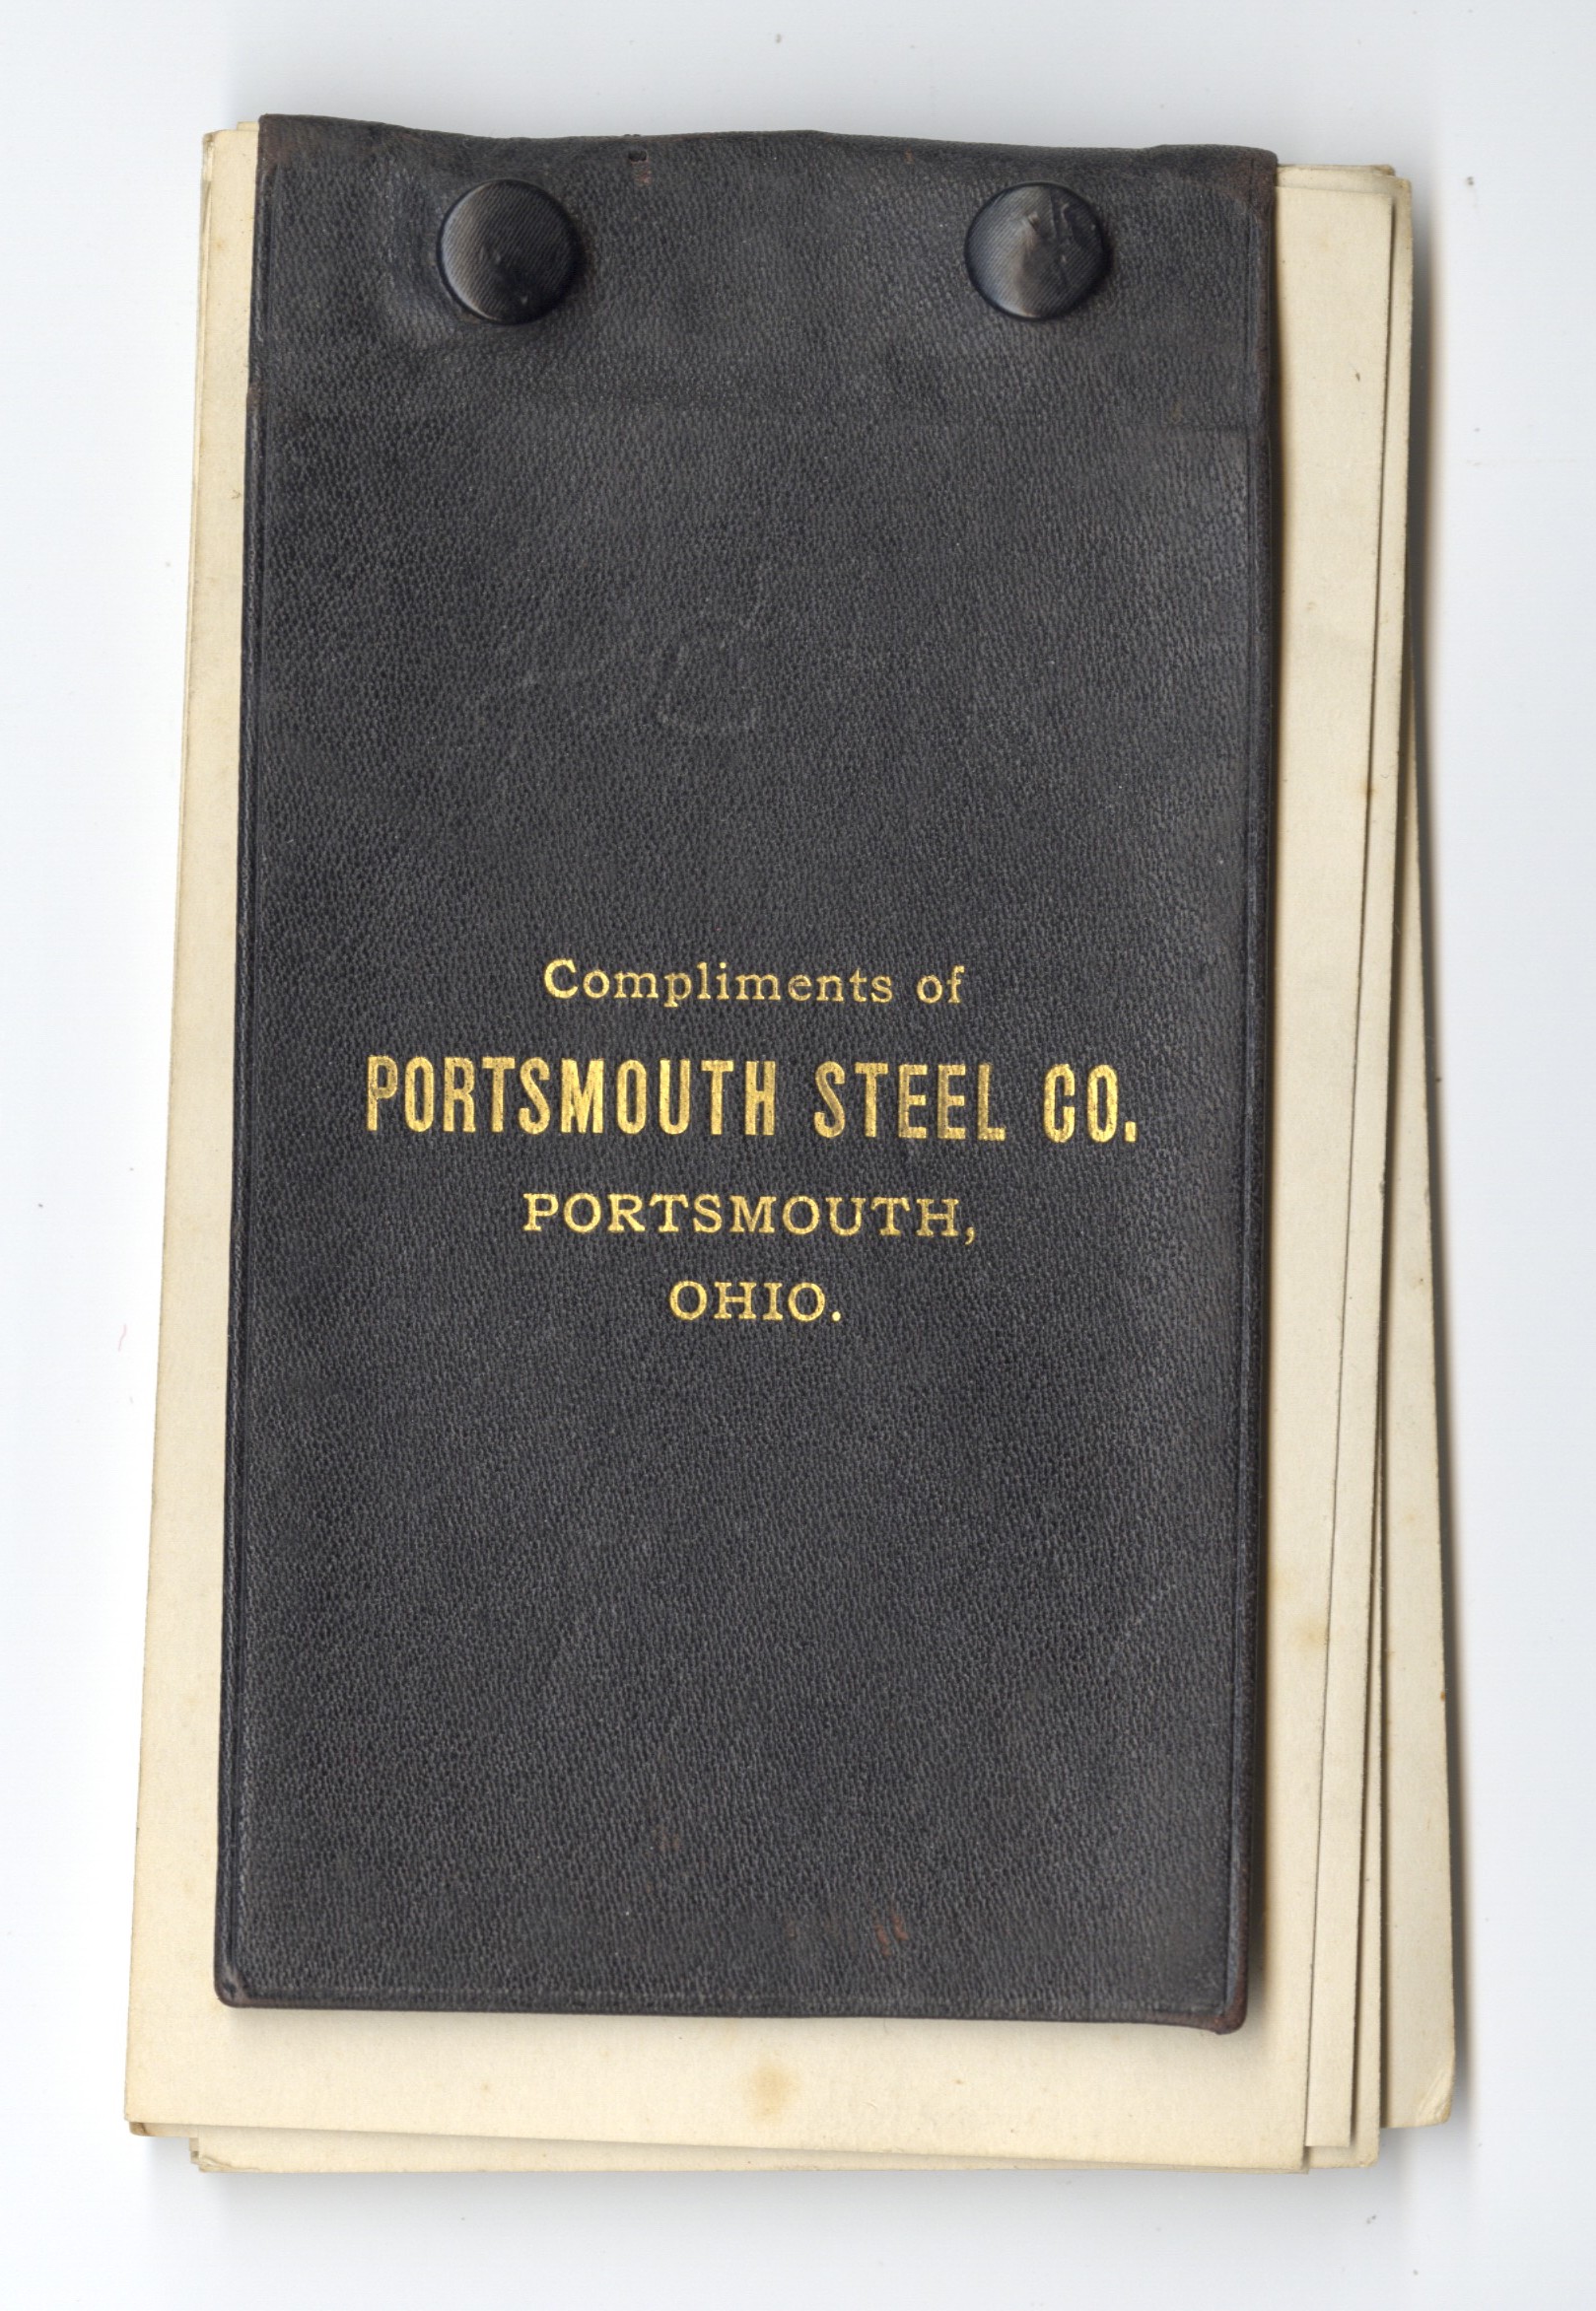 Compliments of
PORTSMOUTH STEEL CO.
PORTSMOUTH,
OHIO.